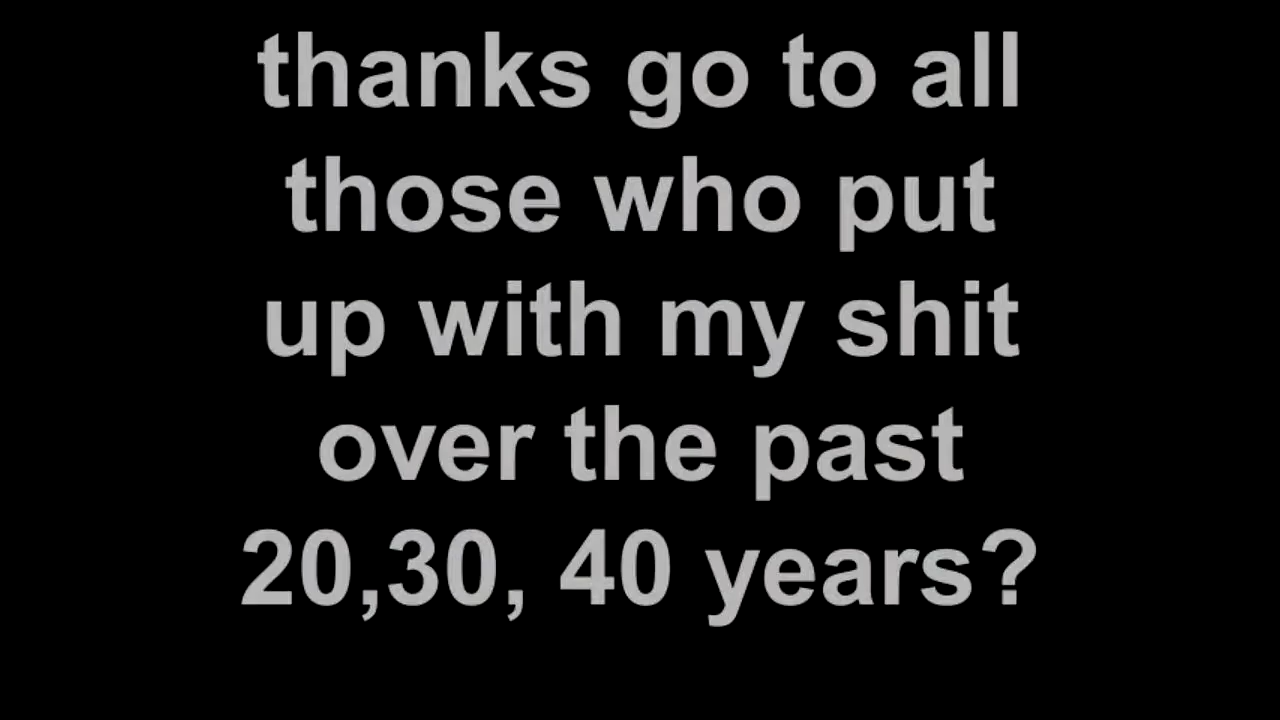 thanks go to all
those who put
up with my shit
over the past
20,30, 40 years?